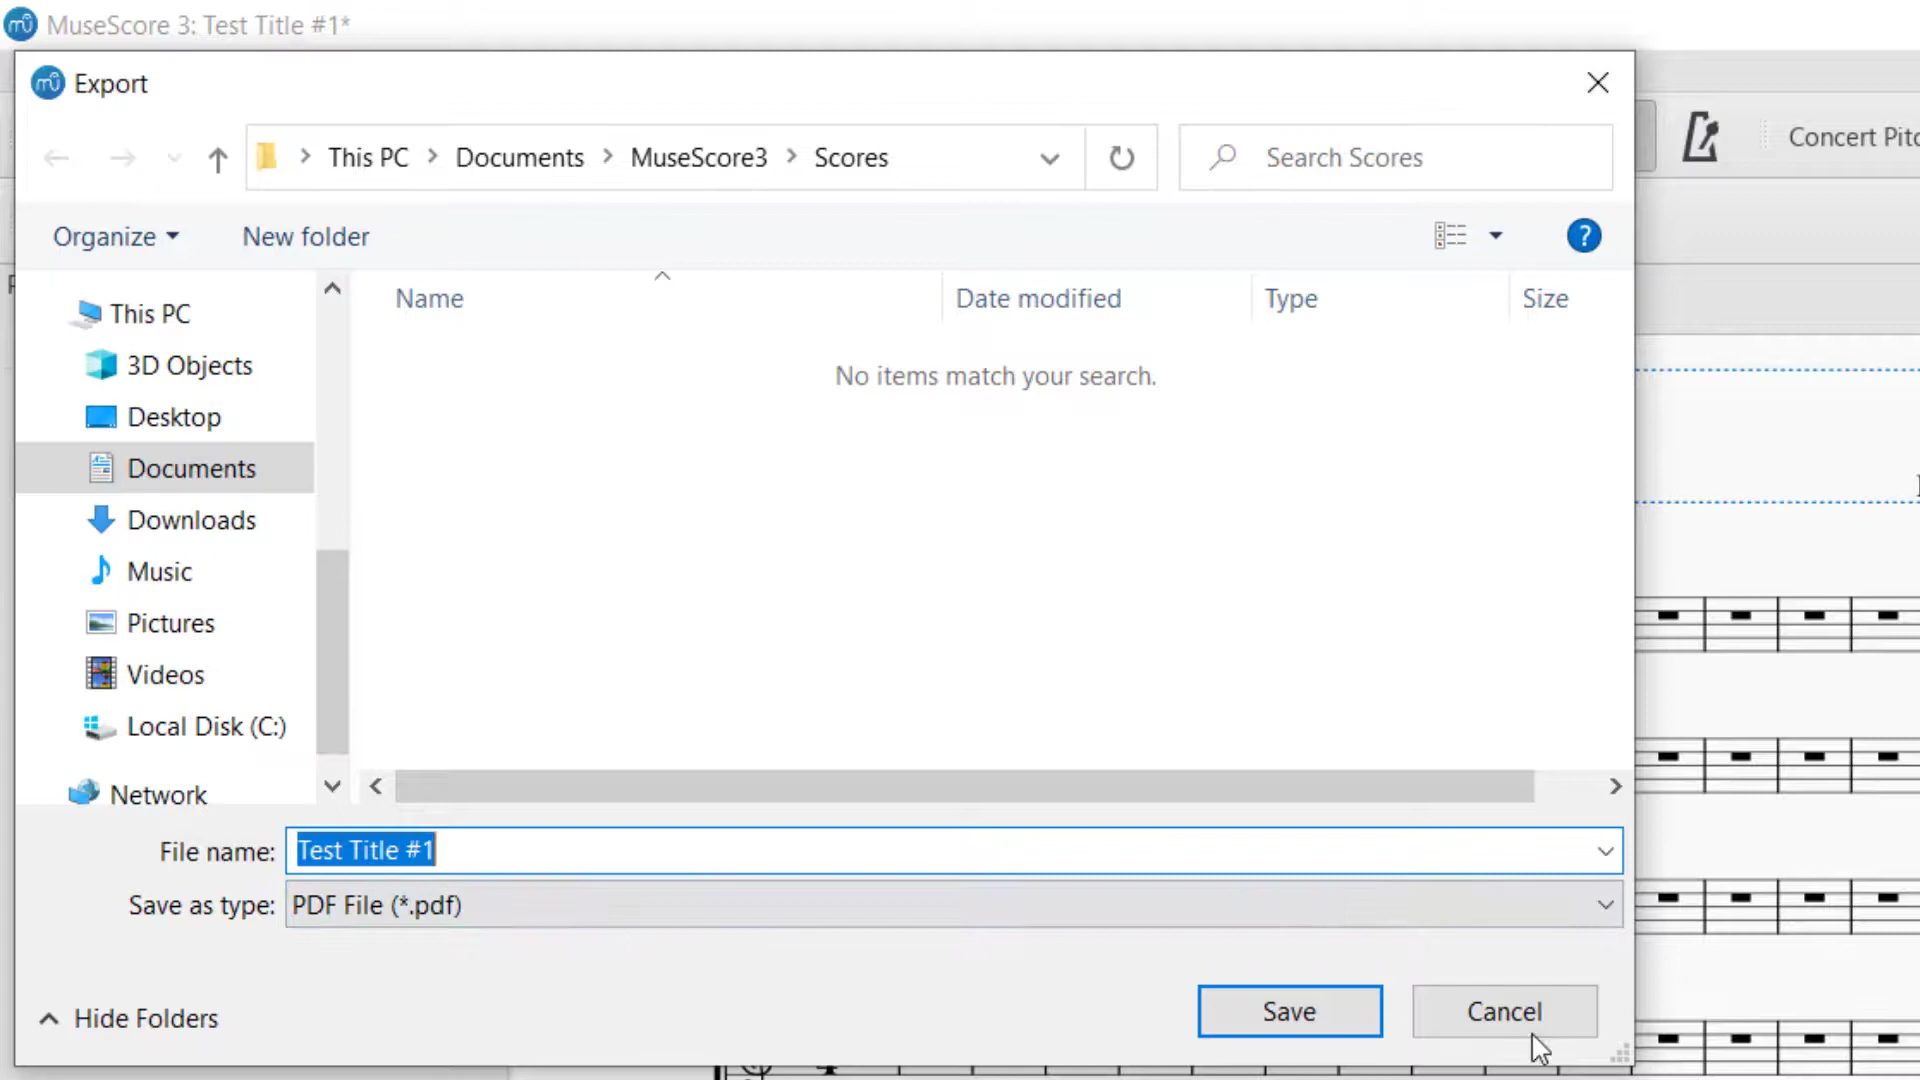 MuseScore 3: Test Title #1*
Export
This PC Documents MuseScore3 Scores
Search Scores
Concert Pitc
Organize New folder
?
Name Date modified Type Size
No items match your search.
This PC
3D Objects
Desktop
Documents
Downloads
Music
Pictures
Videos
Local Disk (C:)
Network
File name: Test Title #1
Save as type: PDF File (*.pdf)
Hide Folders
Save
Cancel